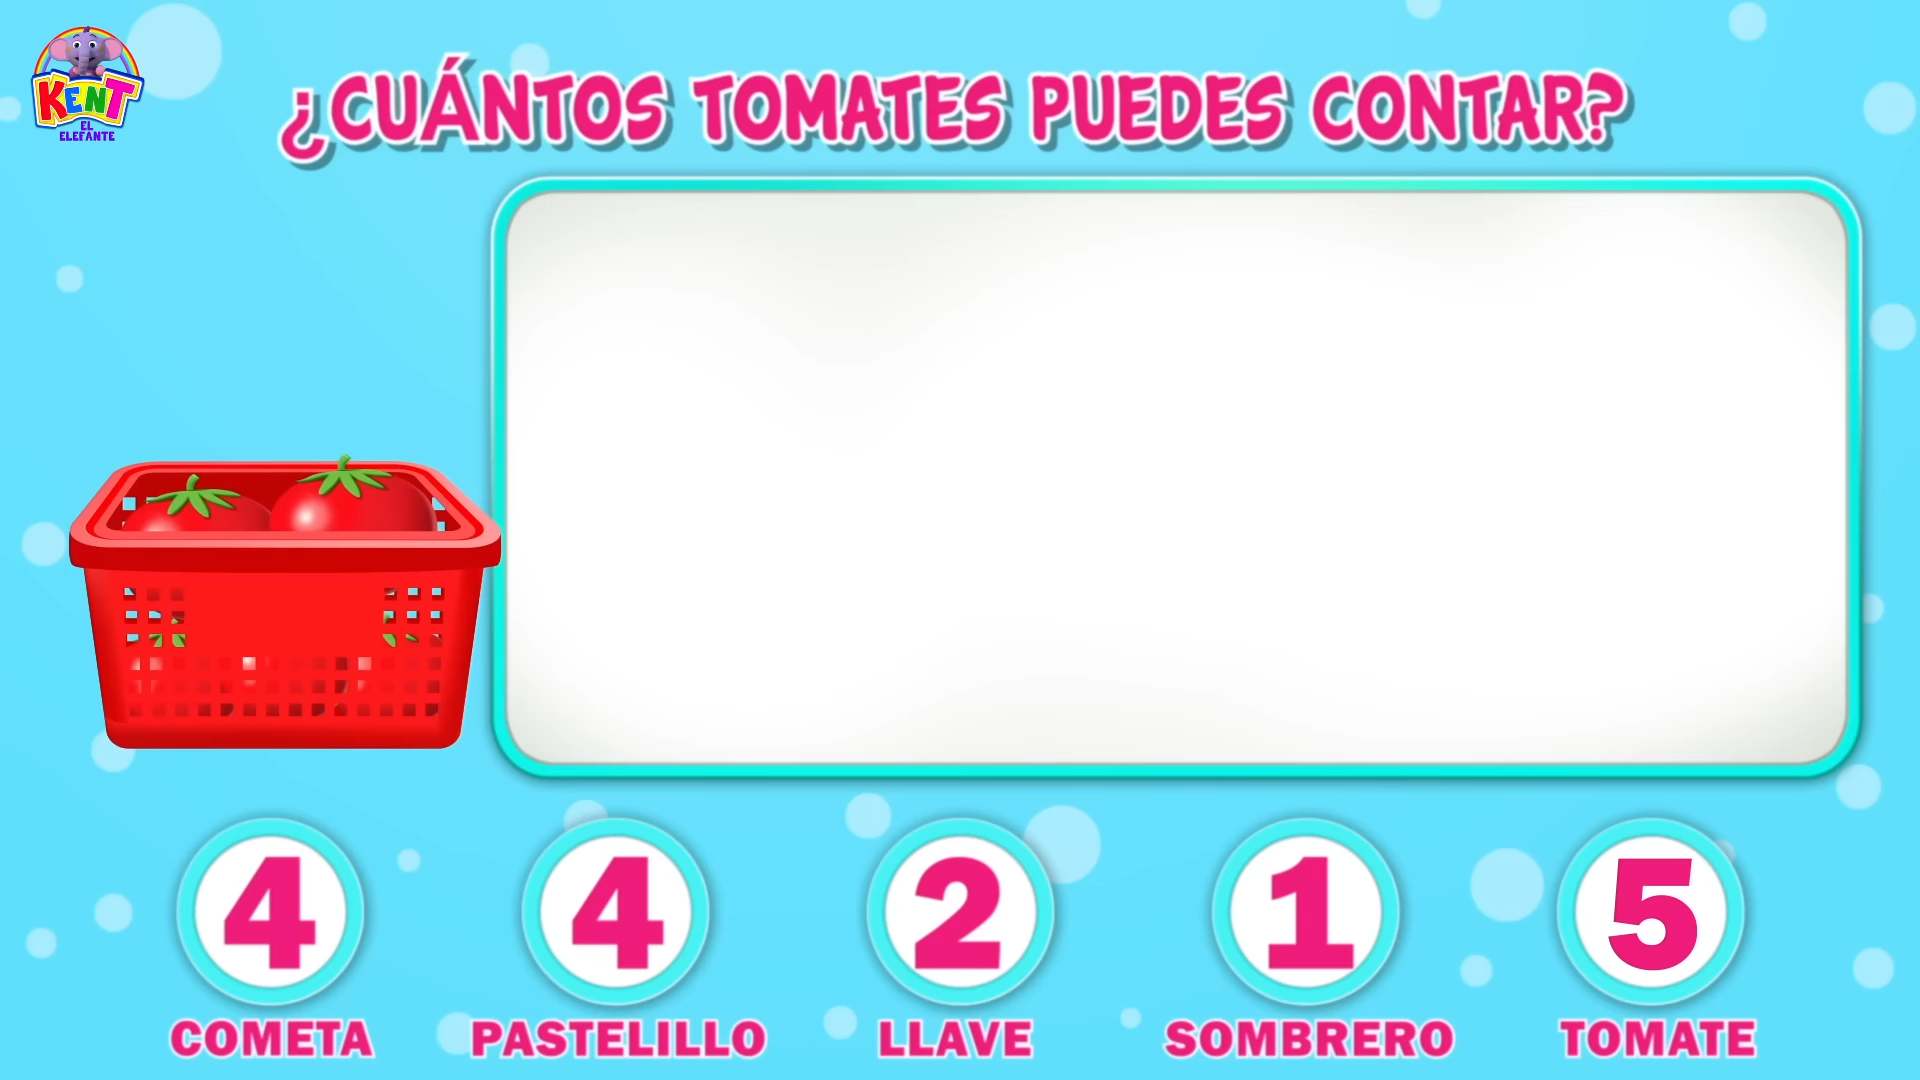 KENT
EL
ELEFANTE
¿CUÁNTOS TOMATES PUEDES CONTAR?
4 4 2 1 5
COMETA PASTELILLO LLAVE SOMBRERO TOMATE